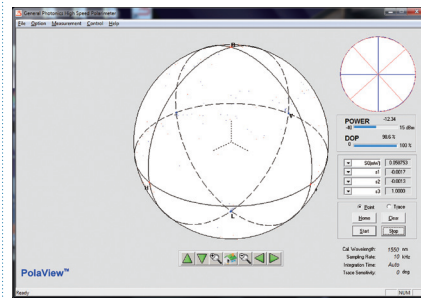 General Photonics High Speed Polarimeter
File Option Measurement Control Help
POWER -12.34
-40 15 dBm
DOP 98.6%
0 100 %
S0[mW] 0.058753
s1 -0.0017
s2 -0.0013
s3 1.0000
Point Trace
Home Clear
Start Stop
Cal. Wavelength: 1550 nm
Sampling Rate: 10 kHz
Integration Time: Auto
Trace Sensitivity: 0 deg
H
L
PolaView™
Ready NUM